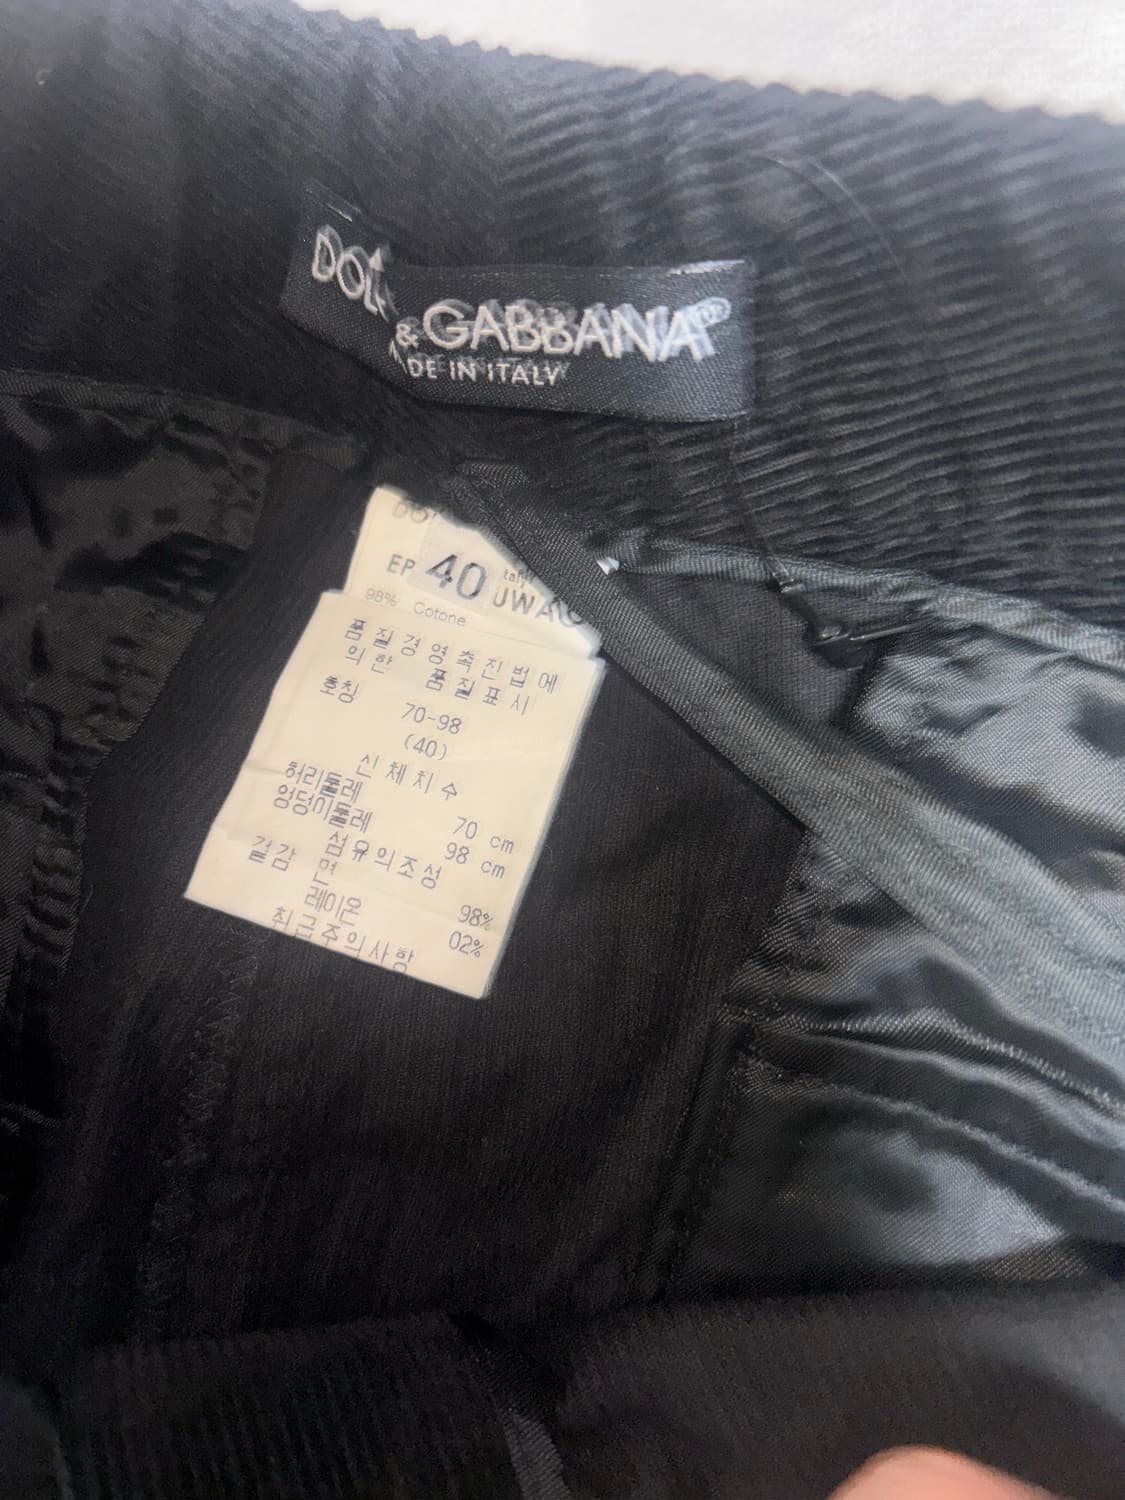 DOL
& GABBANA®
MADE IN ITALY
40
98% Cotone
품질경영촉진법에
의한 품질표시
호칭
70-98
(40)
신체치수
허리둘레 70 cm
엉덩이둘레 98 cm
섬유의조성
겉감 면 98%
레이온 02%
취급주의사항